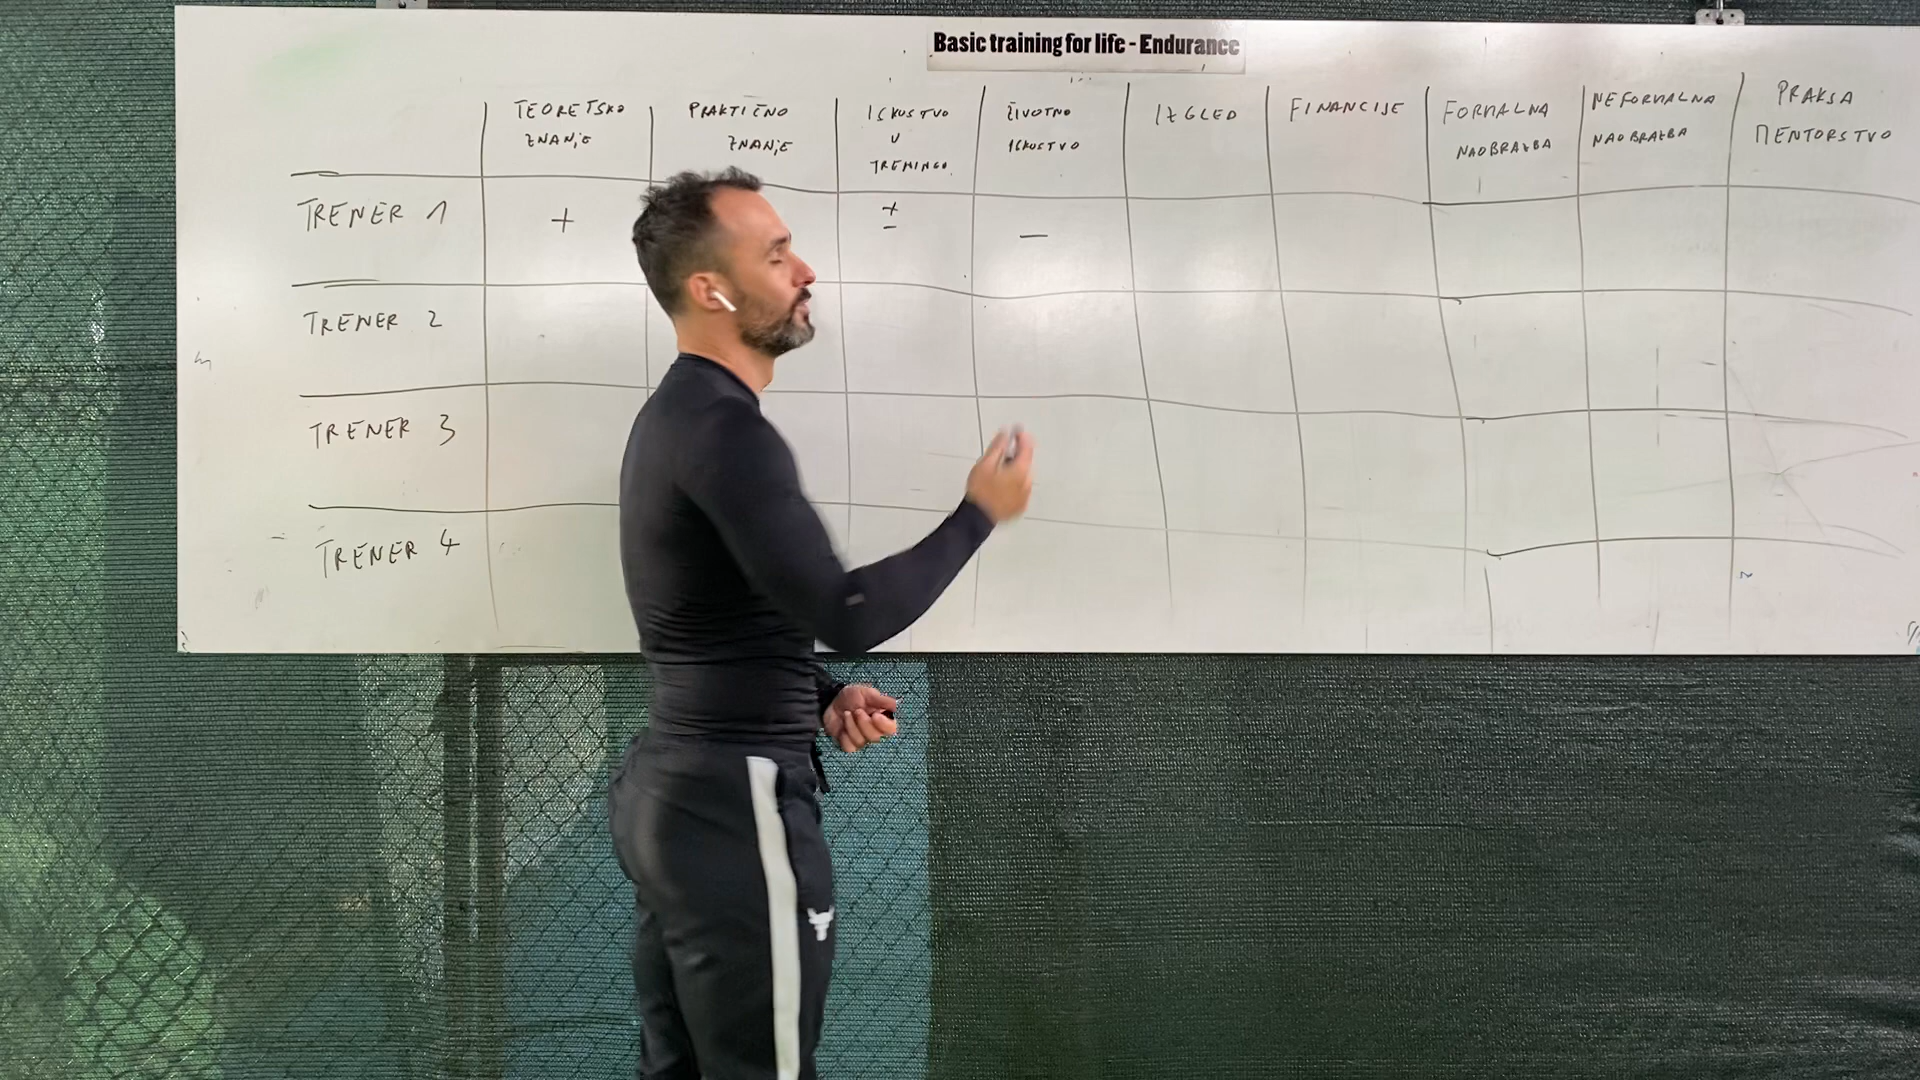 Basic training for life - Endurance
TEORETSKO
ZNANJE
PRAKTIČNO
ZNANJE
ISKUSTVO
U
TRENINGU
ŽIVOTNO
ISKUSTVO
IZGLED
FINANCIJE
FORMALNA
NAOBRAZBA
NEFORMALNA
NAOBRAZBA
PRAKSA
MENTORSTVO
TRENER 1 + ± -
TRENER 2
TRENER 3
TRENER 4